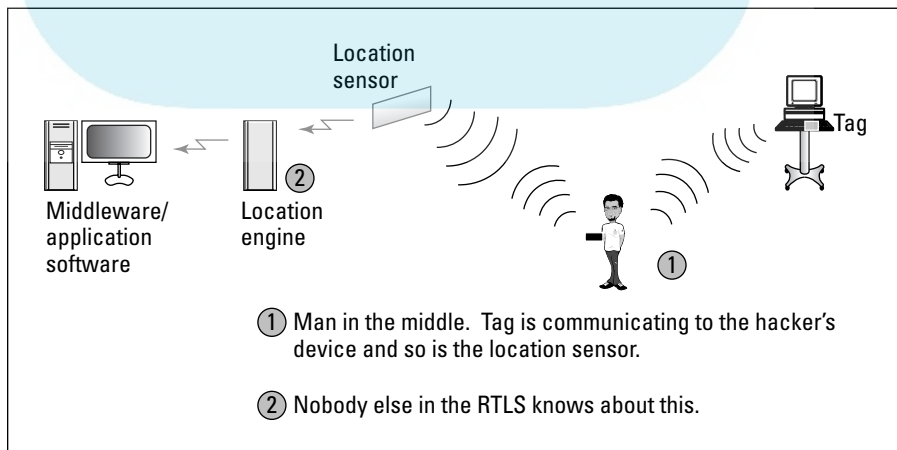 Location
sensor
Tag
2
Middleware/
application
software
Location
engine
1
1 Man in the middle. Tag is communicating to the hacker's
device and so is the location sensor.
2 Nobody else in the RTLS knows about this.